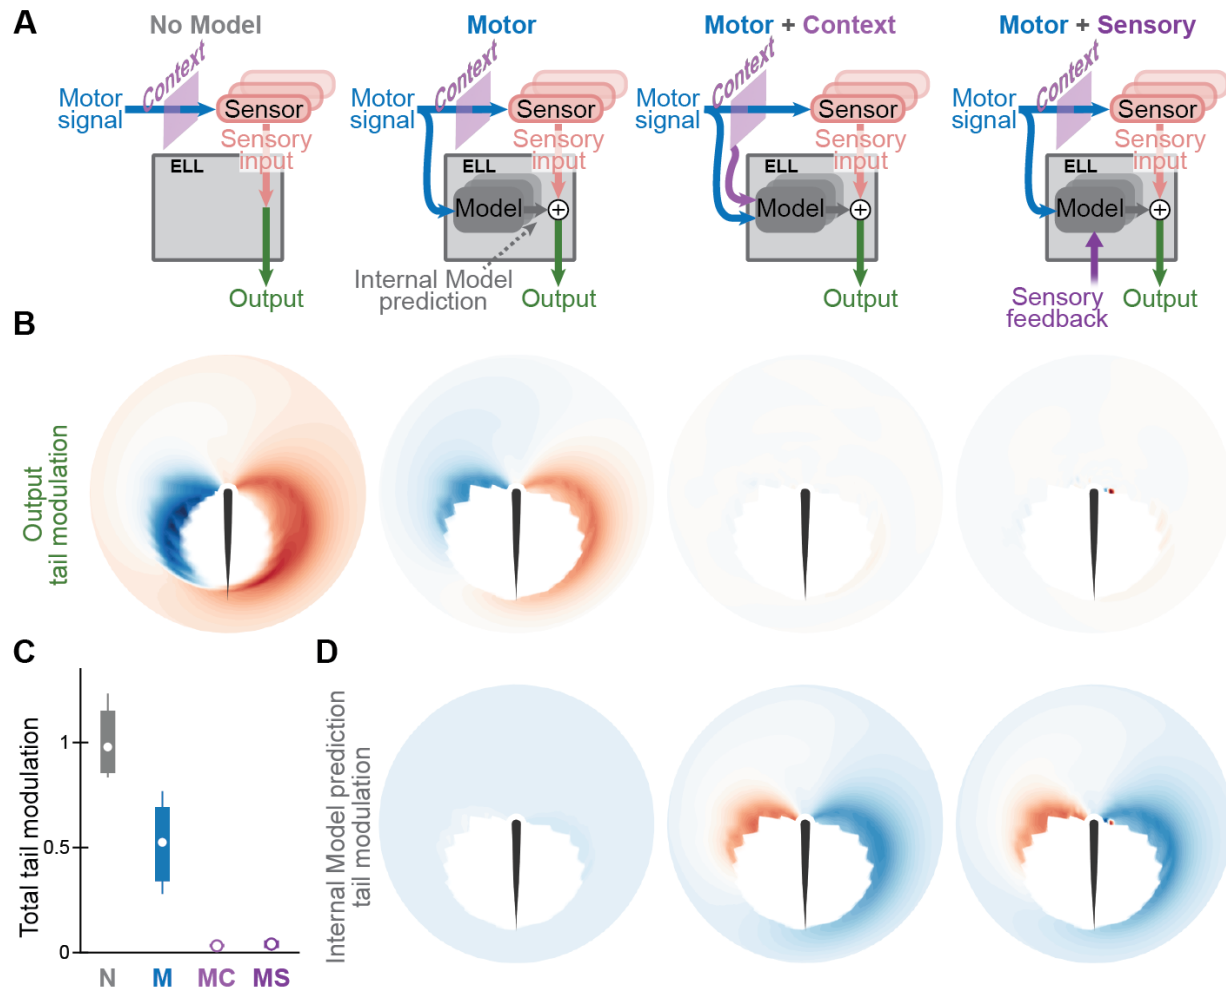 A
No Model
Motor
Motor + Context
Motor + Sensory
Context
Motor
signal
Sensor
Sensory
input
ELL
Output
Context
Motor
signal
Sensor
Sensory
input
ELL
Model
+
Internal Model
prediction
Output
Context
Motor
signal
Sensor
Sensory
input
ELL
Model
+
Output
Context
Motor
signal
Sensor
Sensory
input
ELL
Model
+
Sensory
feedback
Output
B
Output
tail modulation
C
Total tail modulation
1
0.5
0
N
M
MC
MS
D
Internal Model prediction
tail modulation